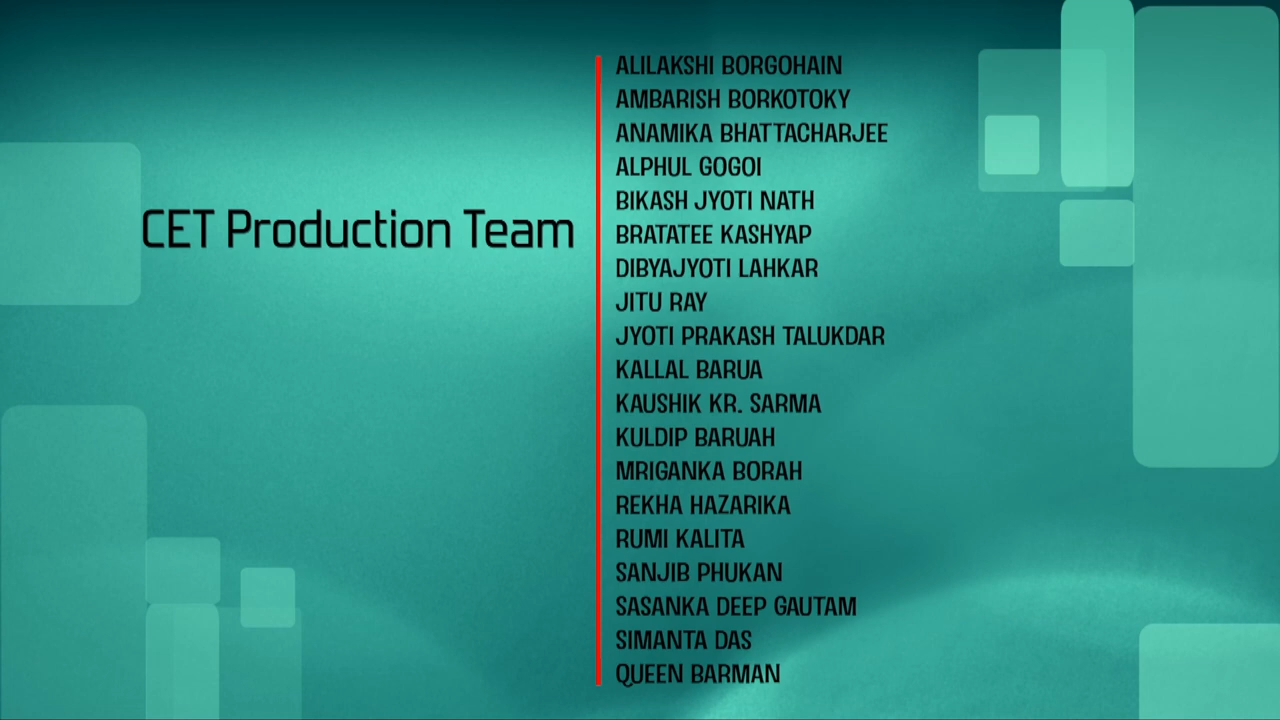 CET Production Team
ALILAKSHI BORGOHAIN
AMBARISH BORKOTOKY
ANAMIKA BHATTACHARJEE
ALPHUL GOGOI
BIKASH JYOTI NATH
BRATATEE KASHYAP
DIBYAJYOTI LAHKAR
JITU RAY
JYOTI PRAKASH TALUKDAR
KALLAL BARUA
KAUSHIK KR. SARMA
KULDIP BARUAH
MRIGANKA BORAH
REKHA HAZARIKA
RUMI KALITA
SANJIB PHUKAN
SASANKA DEEP GAUTAM
SIMANTA DAS
QUEEN BARMAN